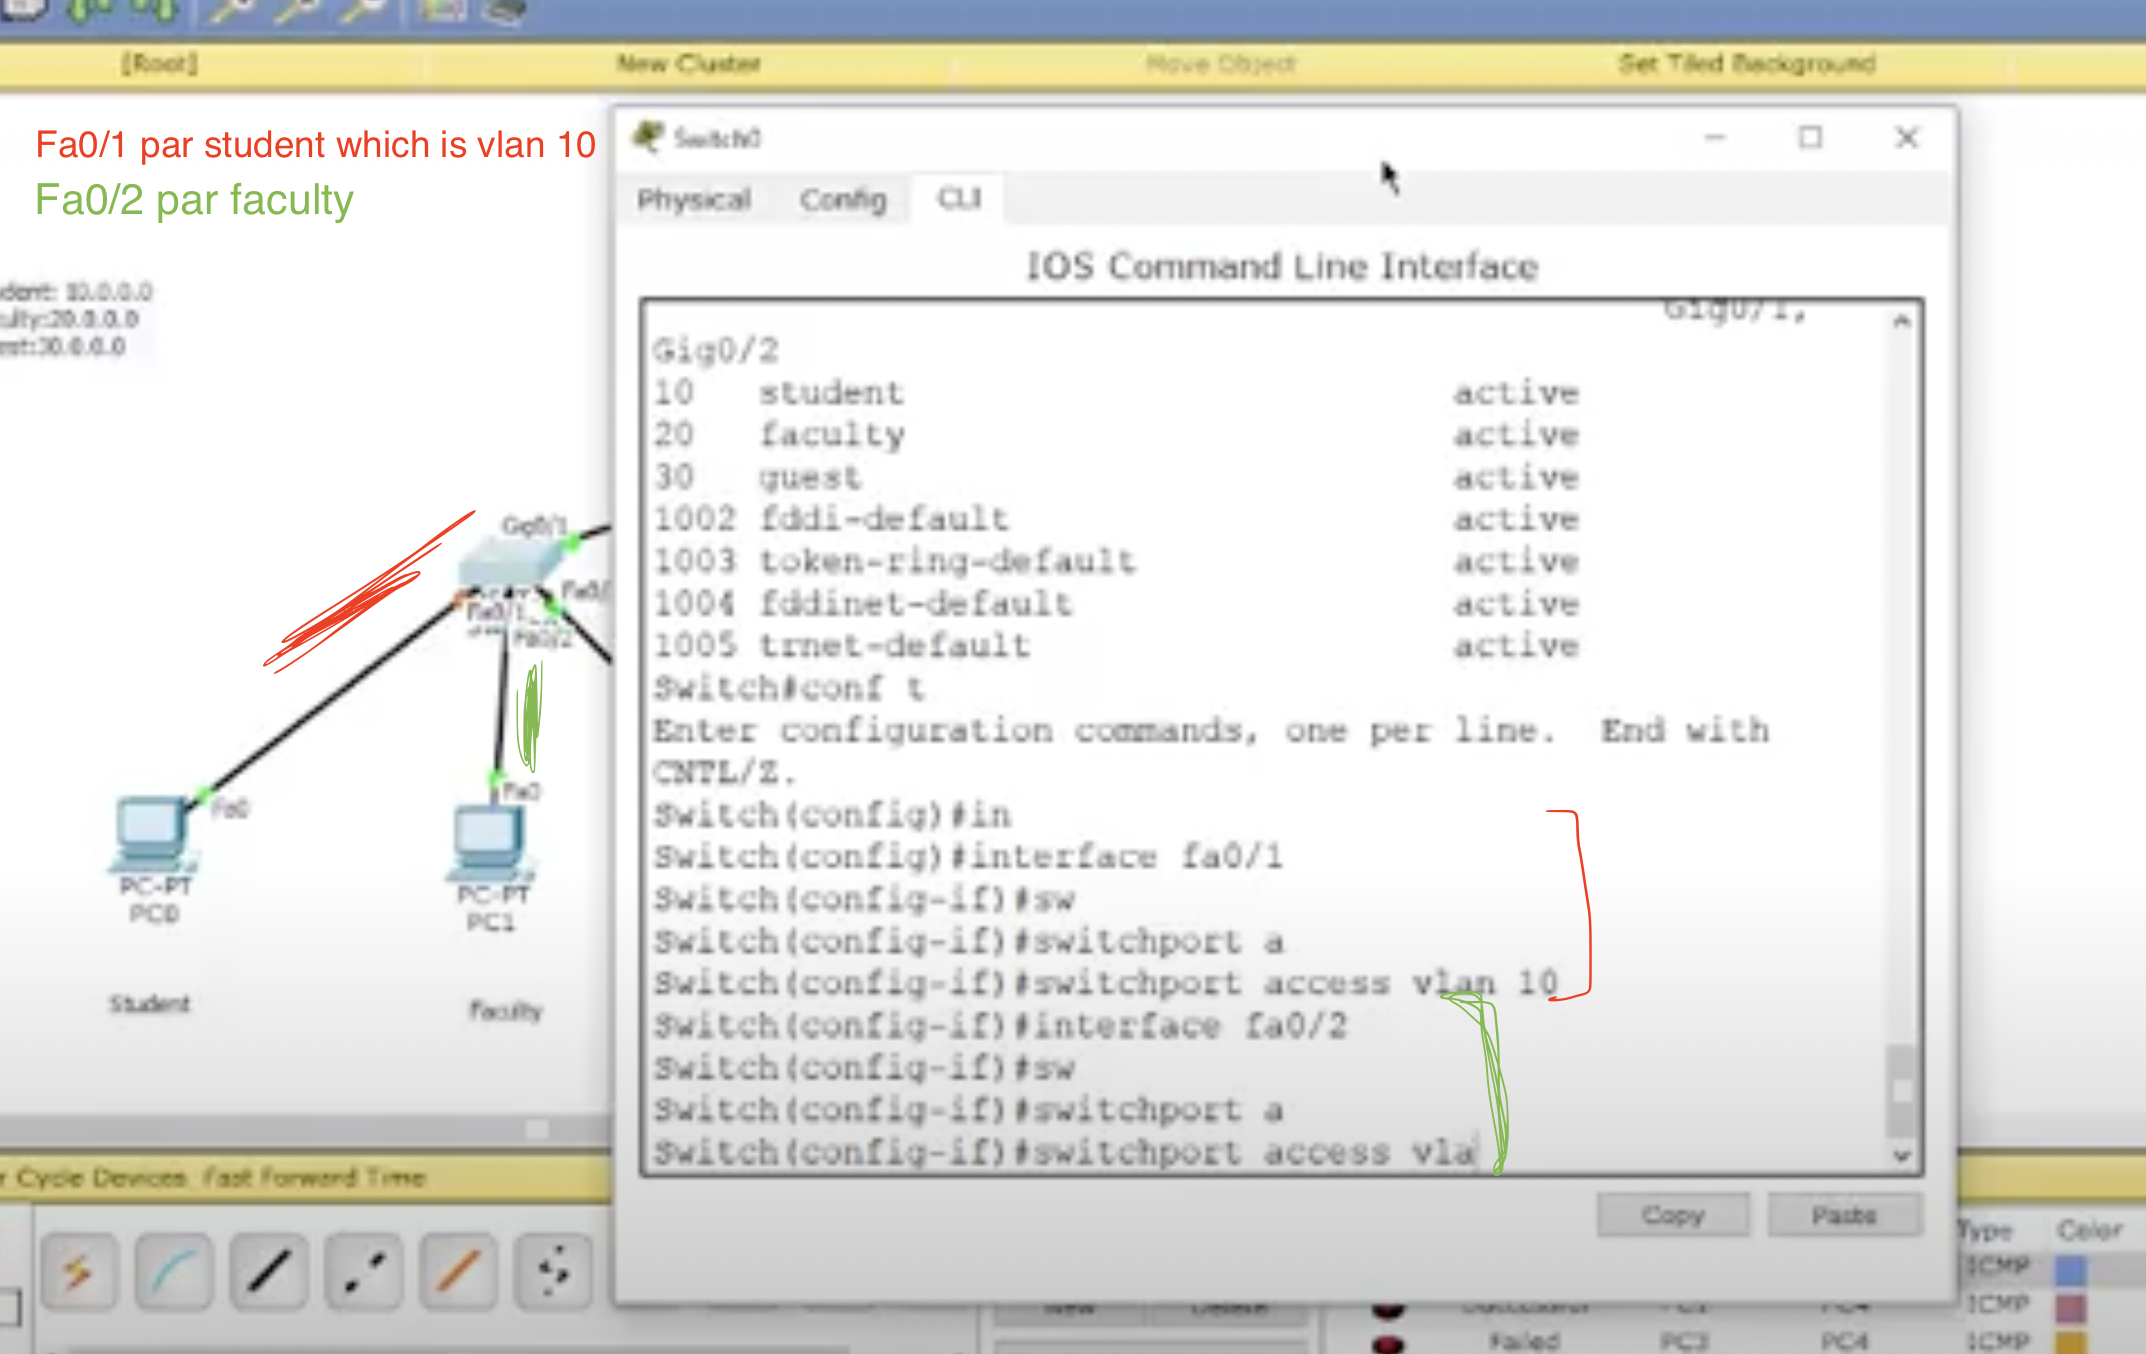 [Root] New Cluster Move Object Set Tiled Background
Fa0/1 par student which is vlan 10
Fa0/2 par faculty
dent: 10.0.0.0
ulty:20.0.0.0
est:30.0.0.0
Switch0
Physical Config CLI
IOS Command Line Interface
Gig0/1,
Gig0/2
10 student active
20 faculty active
30 guest active
1002 fddi-default active
1003 token-ring-default active
1004 fddinet-default active
1005 trnet-default active
Switch#conf t
Enter configuration commands, one per line. End with
CNTL/Z.
Switch(config)#in
Switch(config)#interface fa0/1
Switch(config-if)#sw
Switch(config-if)#switchport a
Switch(config-if)#switchport access vlan 10
Switch(config-if)#interface fa0/2
Switch(config-if)#sw
Switch(config-if)#switchport a
Switch(config-if)#switchport access vla
Copy Paste
Gig0/1
Fa0/
Fa0/1
Fa0/2
Fa0
Fa0
PC-PT
PC0
PC-PT
PC1
Student
Faculty
r Cycle Devices Fast Forward Time
Type Color
ICMP
New Delete
Successful PC1 PC4 ICMP
Failed PC3 PC4 ICMP